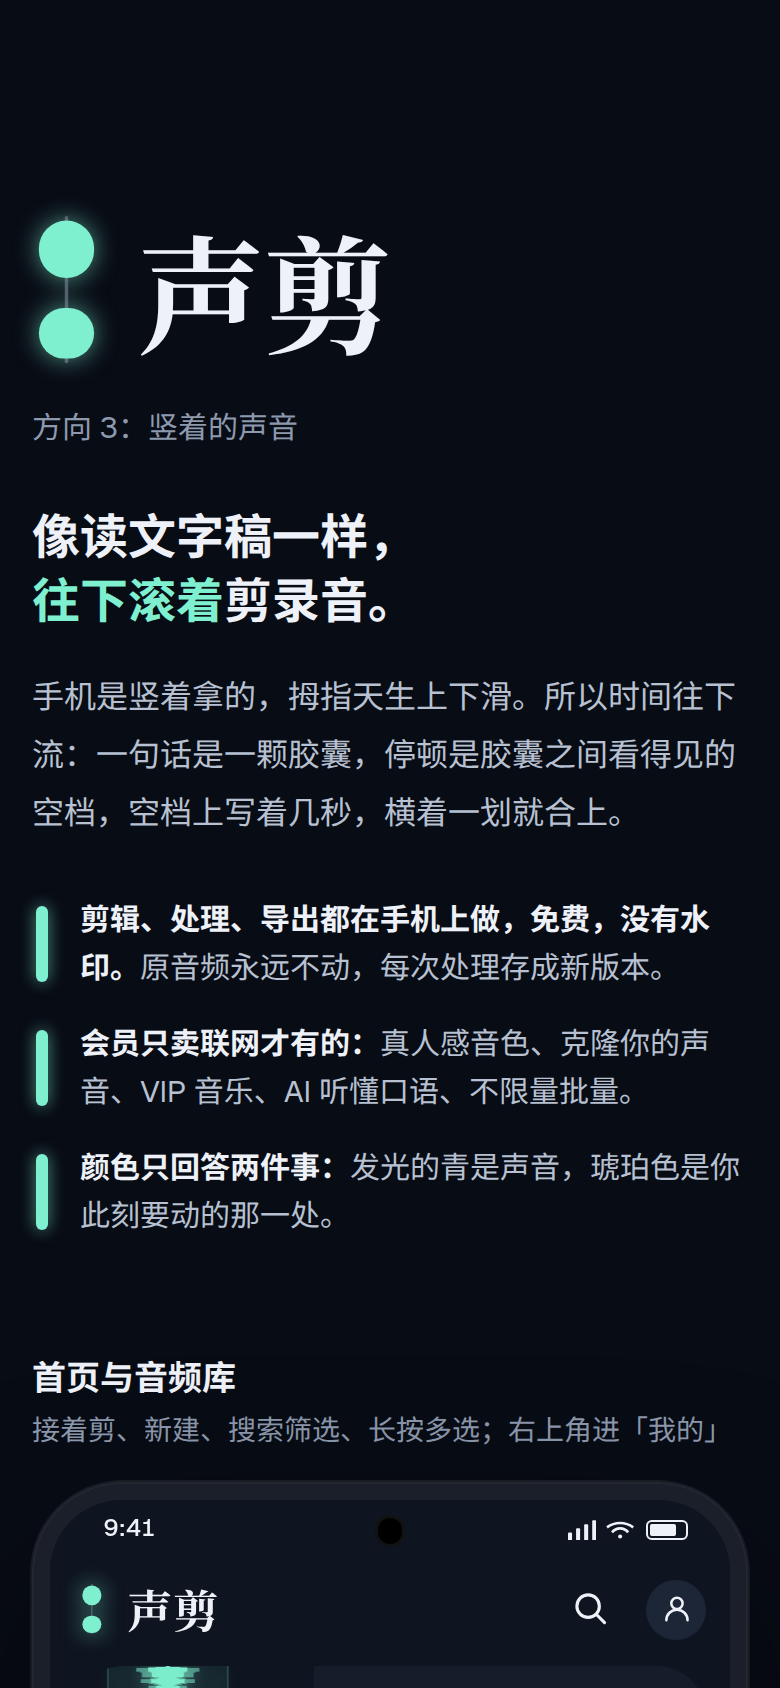 声剪
方向 3：竖着的声音
像读文字稿一样，
往下滚着剪录音。
手机是竖着拿的，拇指天生上下滑。所以时间往下
流：一句话是一颗胶囊，停顿是胶囊之间看得见的
空档，空档上写着几秒，横着一划就合上。
剪辑、处理、导出都在手机上做，免费，没有水
印。原音频永远不动，每次处理存成新版本。
会员只卖联网才有的：真人感音色、克隆你的声
音、VIP 音乐、AI 听懂口语、不限量批量。
颜色只回答两件事：发光的青是声音，琥珀色是你
此刻要动的那一处。
首页与音频库
接着剪、新建、搜索筛选、长按多选；右上角进「我的」
9:41
声剪